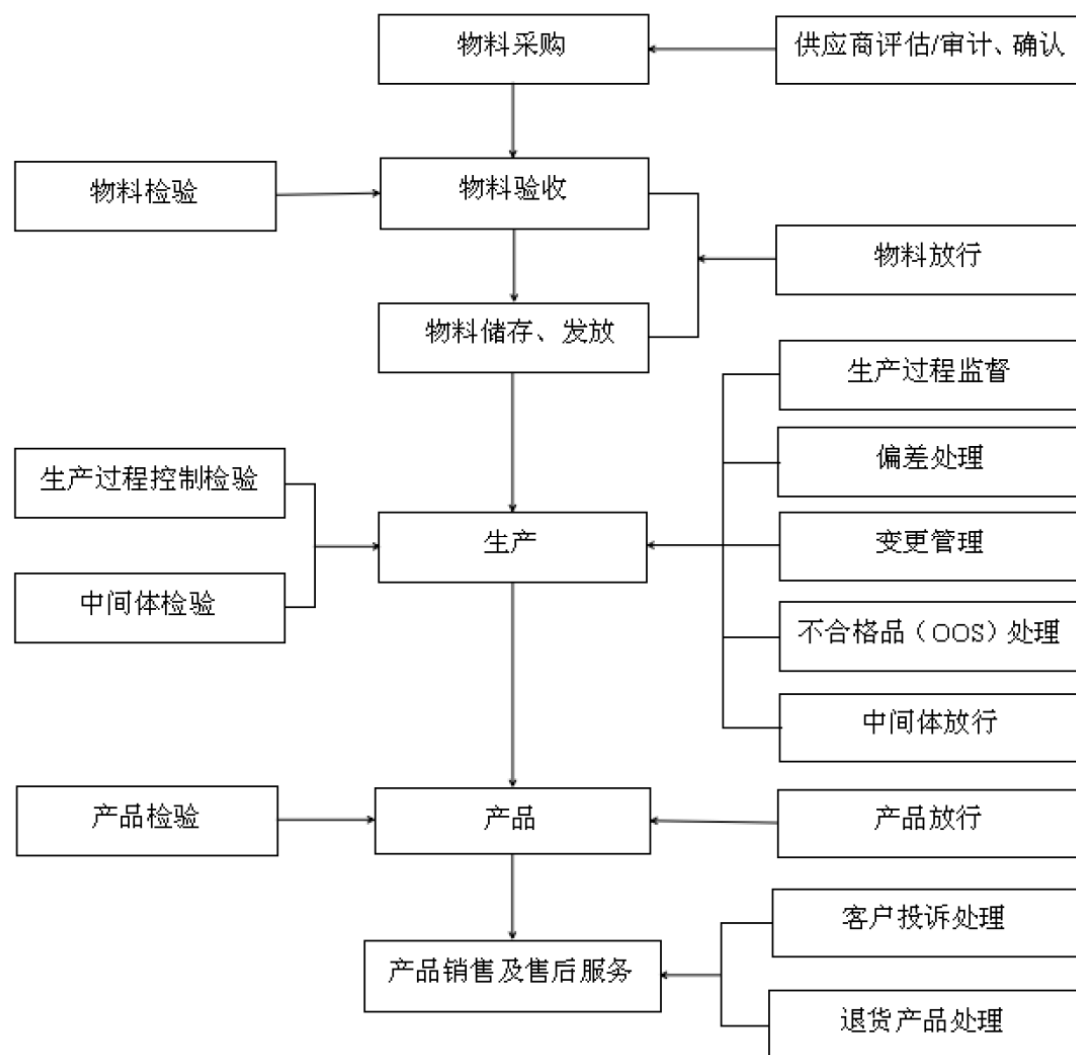 物料采购
供应商评估/审计、确认
物料检验
物料验收
物料放行
物料储存、发放
生产过程监督
偏差处理
生产过程控制检验
生产
变更管理
中间体检验
不合格品（OOS）处理
中间体放行
产品检验
产品
产品放行
客户投诉处理
产品销售及售后服务
退货产品处理